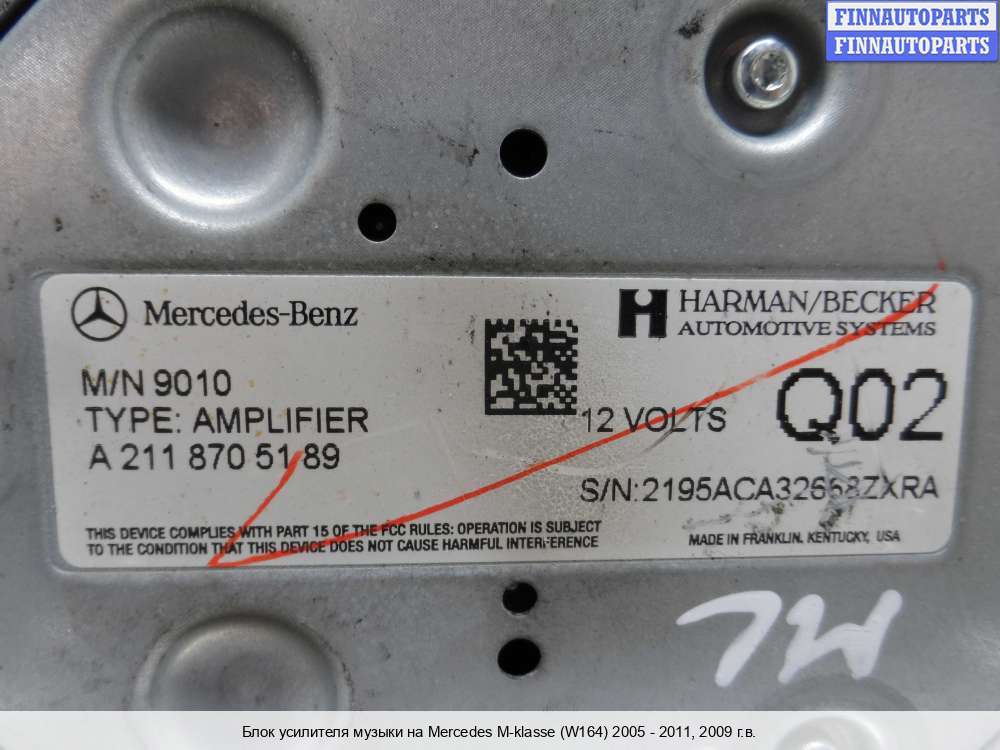 FINNAUTOPARTS
FINNAUTOPARTS
Mercedes-Benz
HARMAN/BECKER
AUTOMOTIVE SYSTEMS
M/N 9010
TYPE: AMPLIFIER
12 VOLTS
Q02
A 211 870 51 89
S/N:2195ACA32668ZXRA
THIS DEVICE COMPLIES WITH PART 15 OF THE FCC RULES: OPERATION IS SUBJECT
TO THE CONDITION THAT THIS DEVICE DOES NOT CAUSE HARMFUL INTERFERENCE
MADE IN FRANKLIN, KENTUCKY, USA
ML
Блок усилителя музыки на Mercedes M-klasse (W164) 2005 - 2011, 2009 г.в.